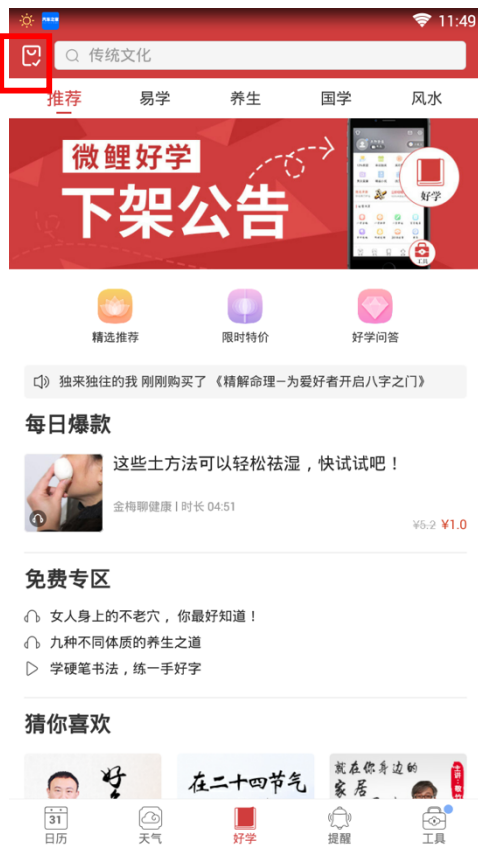 11:49
传统文化
推荐 易学 养生 国学 风水
微鲤好学
下架公告
好学
工具
精选推荐 限时特价 好学问答
独来独往的我 刚刚购买了 《精解命理—为爱好者开启八字之门》
每日爆款
这些土方法可以轻松祛湿，快试试吧！
金梅聊健康 | 时长 04:51
¥5.2 ¥1.0
免费专区
女人身上的不老穴， 你最好知道！
九种不同体质的养生之道
学硬笔书法，练一手好字
猜你喜欢
好
在二十四节气
就在你身边的
家居
主讲：
31
日历 天气 好学 提醒 工具